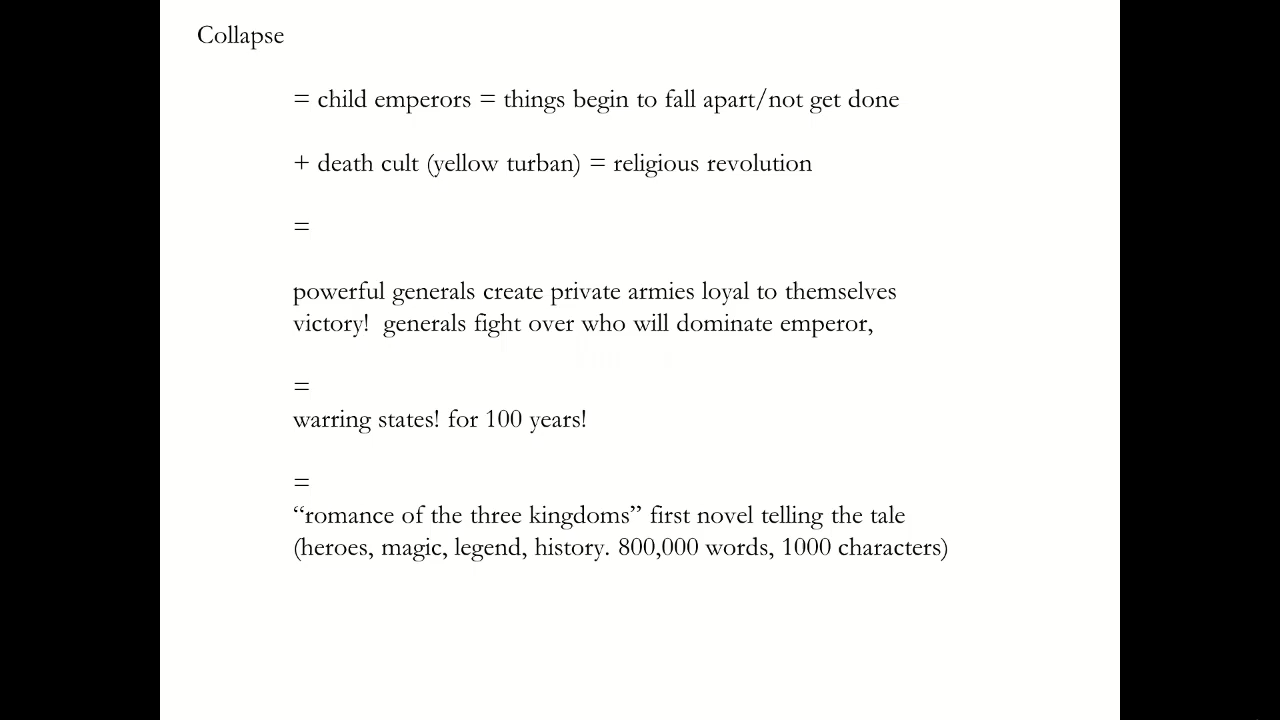 Collapse
= child emperors = things begin to fall apart/not get done
+ death cult (yellow turban) = religious revolution
=
powerful generals create private armies loyal to themselves
victory!  generals fight over who will dominate emperor,
=
warring states! for 100 years!
=
“romance of the three kingdoms” first novel telling the tale
(heroes, magic, legend, history. 800,000 words, 1000 characters)